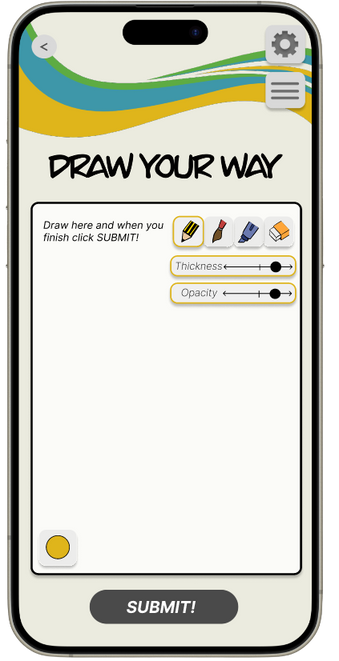 <
DRAW YOUR WAY
Draw here and when you
finish click SUBMIT!
Thickness
Opacity
SUBMIT!